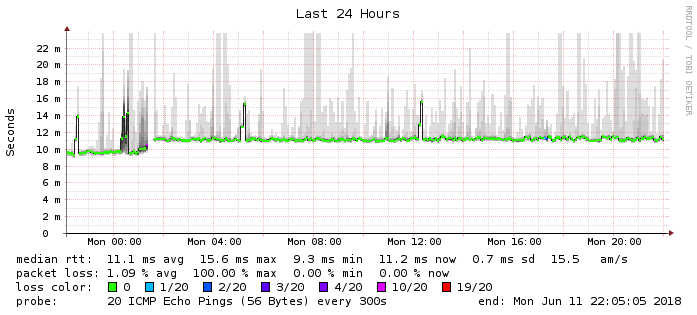 Last 24 Hours
RRDTOOL / TOBI OETIKER
Seconds
22 m
20 m
18 m
16 m
14 m
12 m
10 m
8 m
6 m
4 m
2 m
0
Mon 00:00 Mon 04:00 Mon 08:00 Mon 12:00 Mon 16:00 Mon 20:00
median rtt: 11.1 ms avg 15.6 ms max 9.3 ms min 11.2 ms now 0.7 ms sd 15.5 am/s
packet loss: 1.09 % avg 100.00 % max 0.00 % min 0.00 % now
loss color: 0 1/20 2/20 3/20 4/20 10/20 19/20
probe: 20 ICMP Echo Pings (56 Bytes) every 300s end: Mon Jun 11 22:05:05 2018